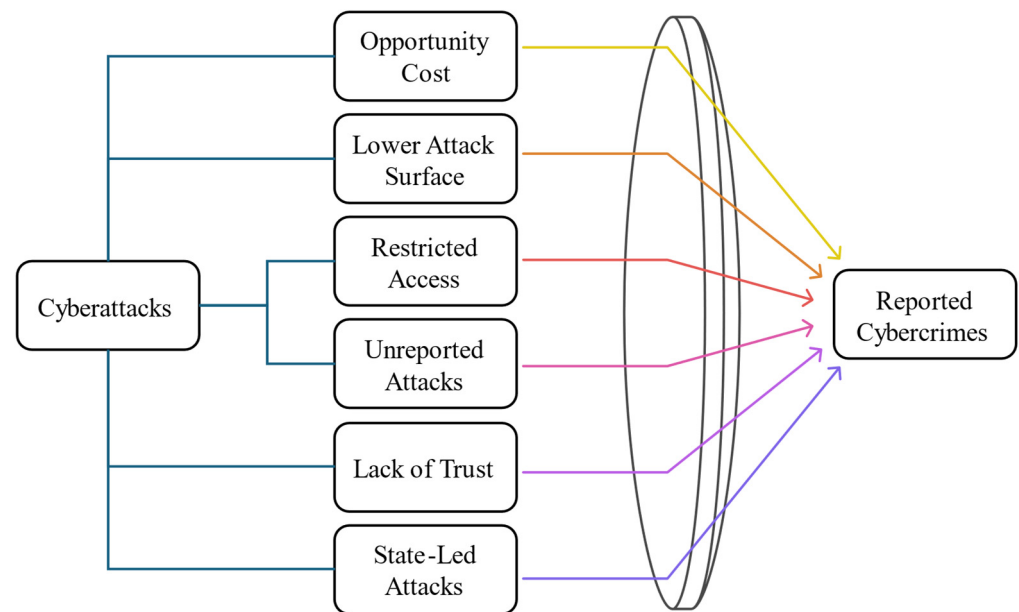 Opportunity
Cost
Lower Attack
Surface
Restricted
Access
Cyberattacks
Unreported
Attacks
Lack of Trust
State-Led
Attacks
Reported
Cybercrimes